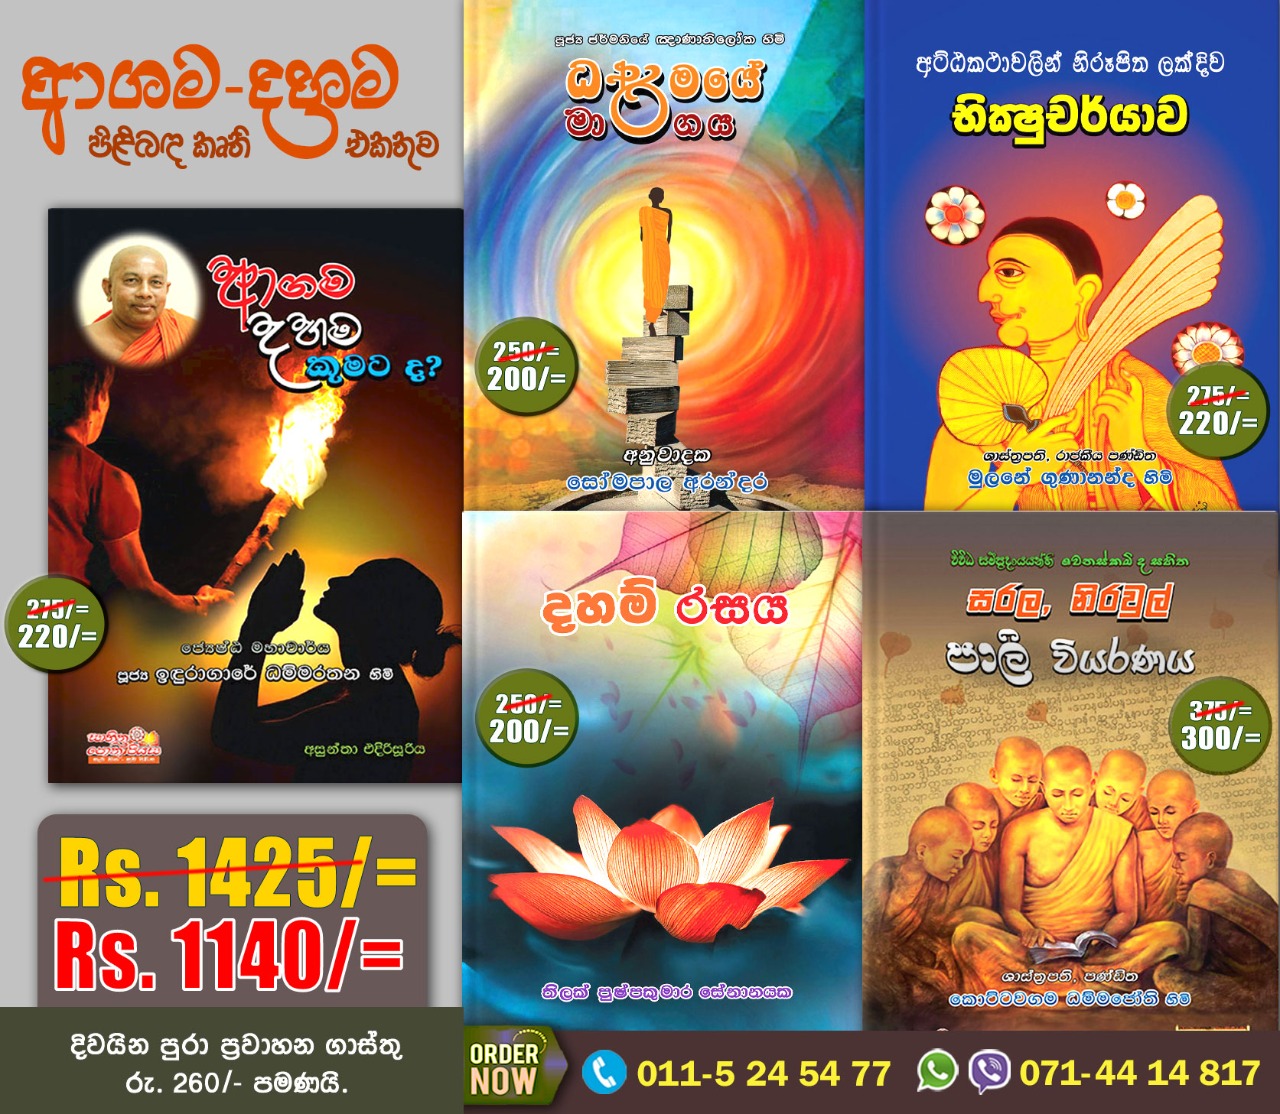 ආගම-දහම
පිළිබඳ කෘති එකතුව
ආගම
දහම
කුමට ද?
275/=
220/=
ජ්‍යෙෂ්ඨ මහාචාර්ය
පූජ්‍ය ඉඳුරාගාරේ ධම්මරතන හිමි
අසුන්තා එදිරිසූරිය
පූජ්‍ය ජර්මනියේ ඤාණතිලෝක හිමි
ධර්මයේ
මාර්ගය
250/=
200/=
අනුවාදක
සෝමපාල අරන්දර
අට්ඨකථාවලින් නිරූපිත ලක්දිව
භික්ෂුචර්යාව
275/=
220/=
ශාස්ත්‍රපති, රාජකීය පණ්ඩිත
මුල්නේ ගුණානන්ද හිමි
දහම් රසය
250/=
200/=
තිලක් පුෂ්පකුමාර සේනානයක
විවිධ සම්ප්‍රදායයන්හි වෙනස්කම් ද සහිත
සරල, නිරවුල්
පාලි වියරණය
375/=
300/=
ශාස්ත්‍රපති, පණ්ඩිත
කොට්ටවගම ධම්මජෝති හිමි
Rs. 1425/=
Rs. 1140/=
දිවයින පුරා ප්‍රවාහන ගාස්තු
රු. 260/- පමණයි.
ORDER
NOW
011-5 24 54 77
071-44 14 817